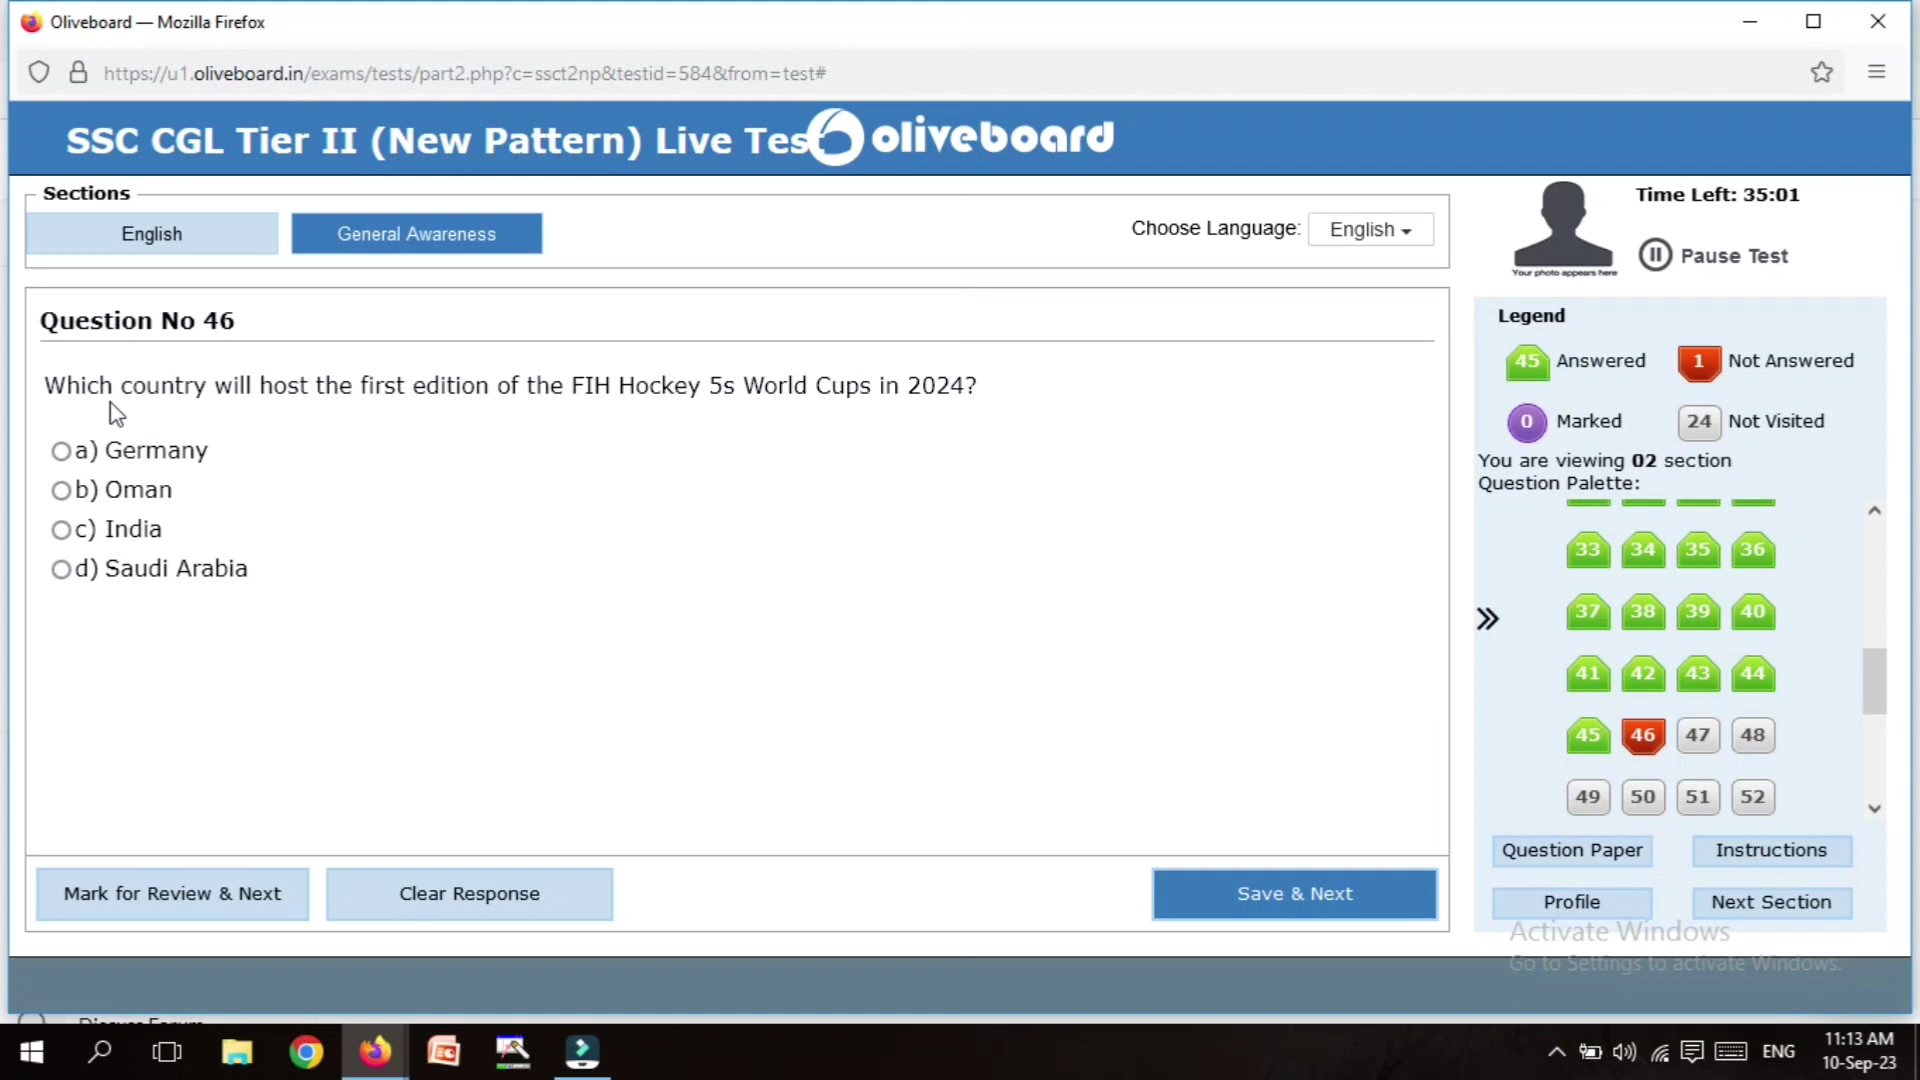 Oliveboard — Mozilla Firefox
https://u1.oliveboard.in/exams/tests/part2.php?c=ssct2np&testid=584&from=test#
SSC CGL Tier II (New Pattern) Live Tes
oliveboard
Sections
English
General Awareness
Choose Language:
English
Your photo appears here
Time Left: 35:01
Pause Test
Question No 46
Which country will host the first edition of the FIH Hockey 5s World Cups in 2024?
a) Germany
b) Oman
c) India
d) Saudi Arabia
Mark for Review & Next
Clear Response
Save & Next
Legend
45 Answered
1 Not Answered
0 Marked
24 Not Visited
You are viewing 02 section
Question Palette:
33 34 35 36
37 38 39 40
41 42 43 44
45 46 47 48
49 50 51 52
Question Paper
Instructions
Profile
Next Section
Activate Windows
Go to Settings to activate Windows.
ENG
11:13 AM
10-Sep-23